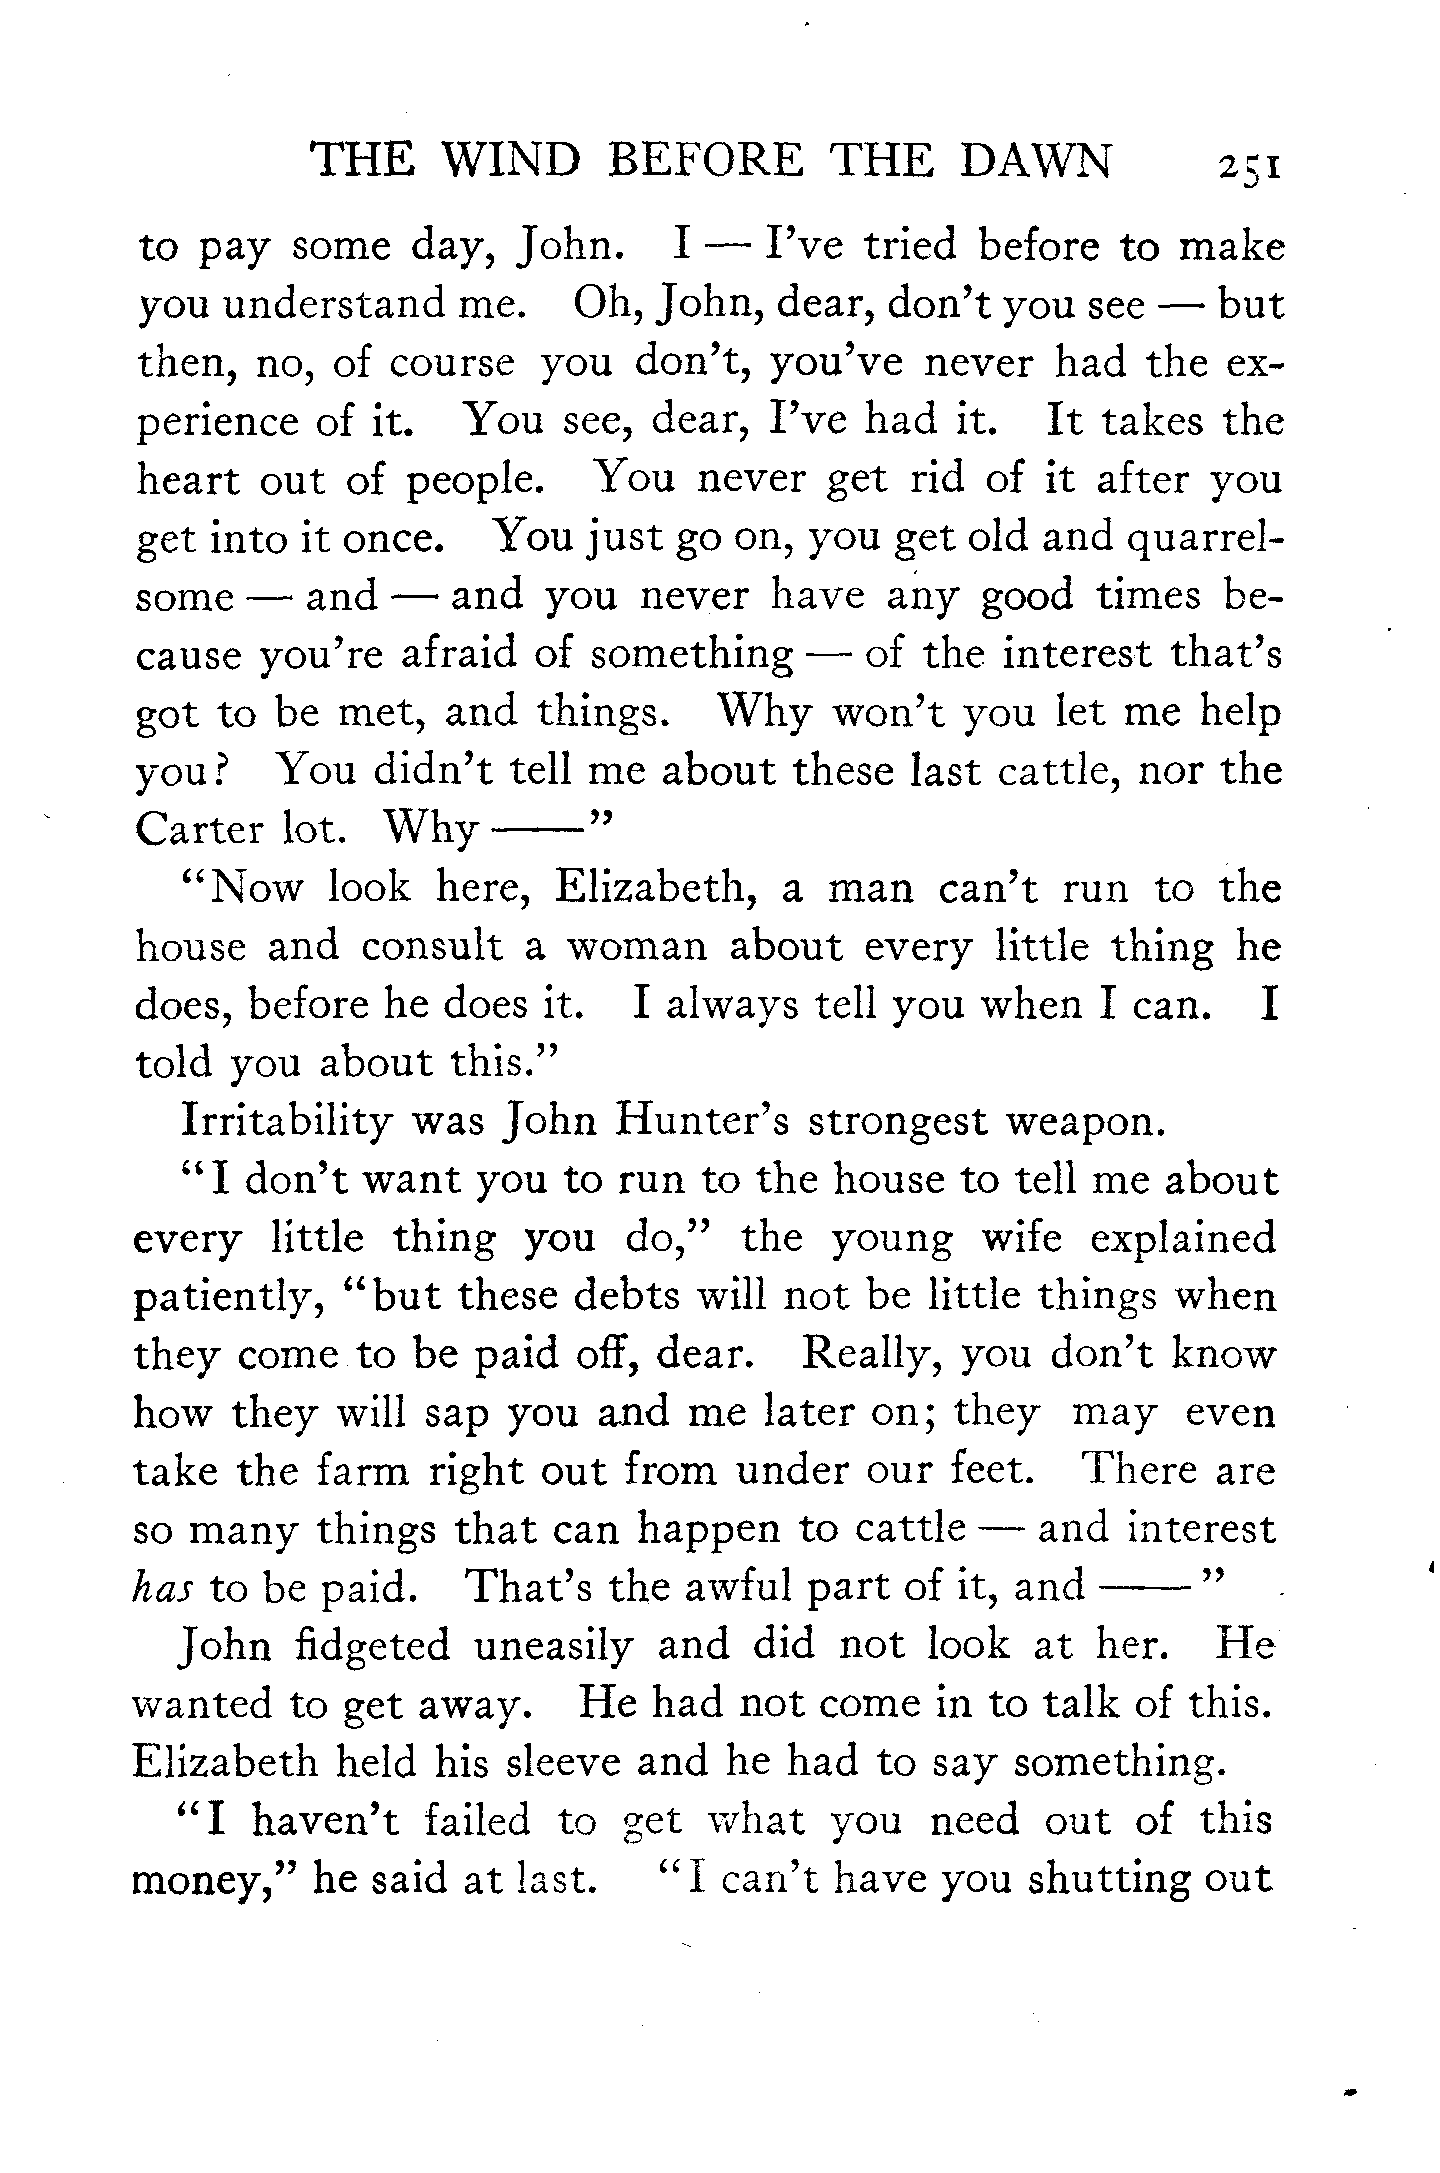 THE WIND BEFORE THE DAWN 251
to pay some day, John. I — I've tried before to make
you understand me. Oh, John, dear, don't you see — but
then, no, of course you don't, you've never had the ex-
perience of it. You see, dear, I've had it. It takes the
heart out of people. You never get rid of it after you
get into it once. You just go on, you get old and quarrel-
some — and — and you never have any good times be-
cause you're afraid of something — of the interest that's
got to be met, and things. Why won't you let me help
you? You didn't tell me about these last cattle, nor the
Carter lot. Why ——"
"Now look here, Elizabeth, a man can't run to the
house and consult a woman about every little thing he
does, before he does it. I always tell you when I can. I
told you about this."
Irritability was John Hunter's strongest weapon.
"I don't want you to run to the house to tell me about
every little thing you do," the young wife explained
patiently, "but these debts will not be little things when
they come to be paid off, dear. Really, you don't know
how they will sap you and me later on; they may even
take the farm right out from under our feet. There are
so many things that can happen to cattle — and interest
has to be paid. That's the awful part of it, and ——"
John fidgeted uneasily and did not look at her. He
wanted to get away. He had not come in to talk of this.
Elizabeth held his sleeve and he had to say something.
"I haven't failed to get what you need out of this
money," he said at last. "I can't have you shutting out